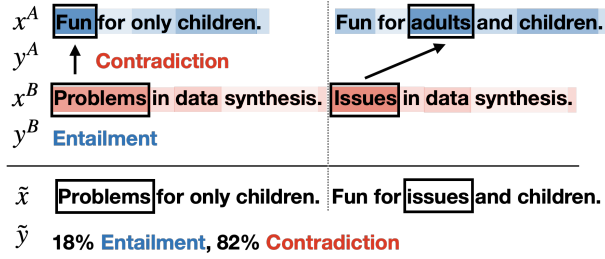 x^A Fun for only children. Fun for adults and children.
y^A Contradiction
x^B Problems in data synthesis. Issues in data synthesis.
y^B Entailment
x̃ Problems for only children. Fun for issues and children.
ỹ 18% Entailment, 82% Contradiction